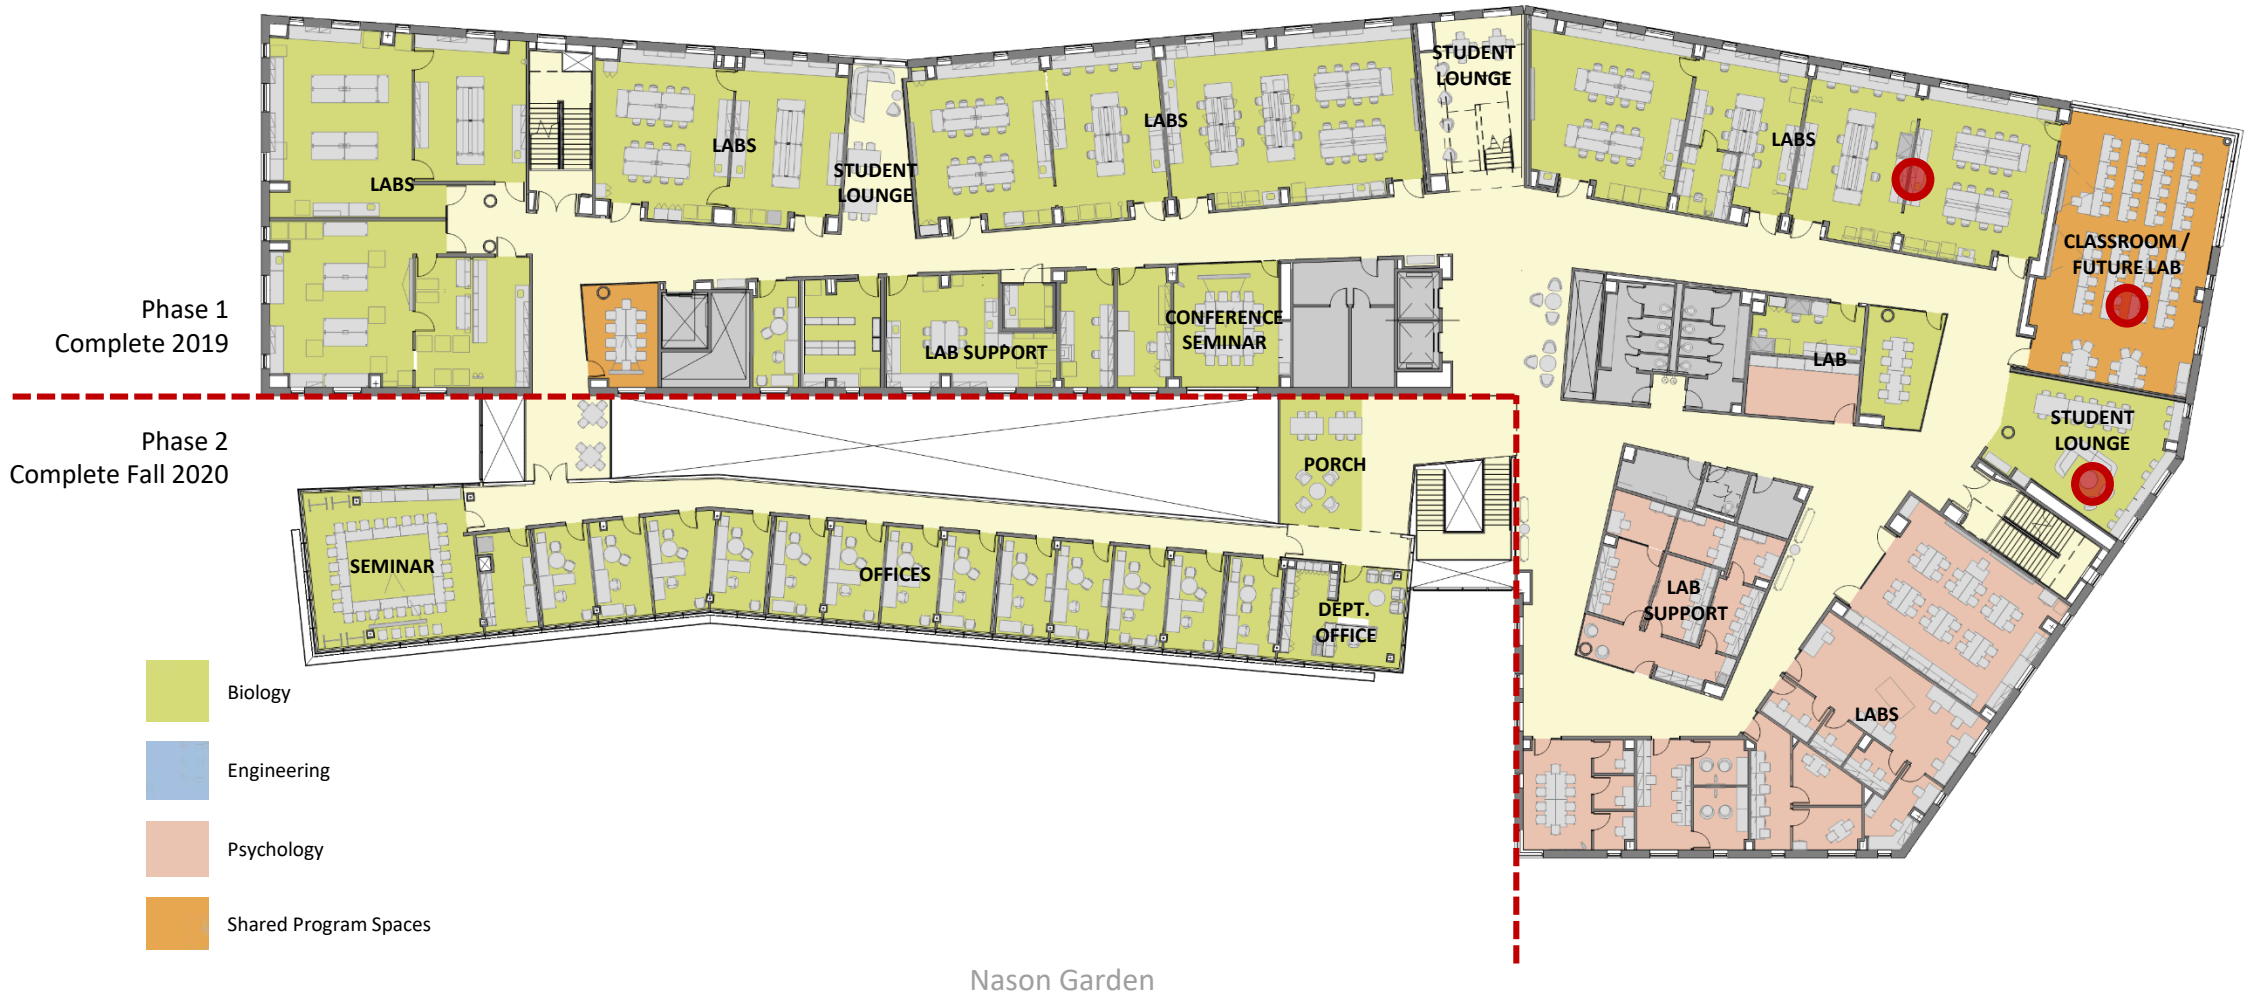 STUDENT
LOUNGE
LABS
LABS
LABS
STUDENT
LOUNGE
LABS
CLASSROOM /
FUTURE LAB
Phase 1
Complete 2019
CONFERENCE
SEMINAR
LAB SUPPORT
LAB
STUDENT
LOUNGE
Phase 2
Complete Fall 2020
PORCH
SEMINAR
OFFICES
DEPT.
OFFICE
LAB
SUPPORT
LABS
Biology
Engineering
Psychology
Shared Program Spaces
Nason Garden